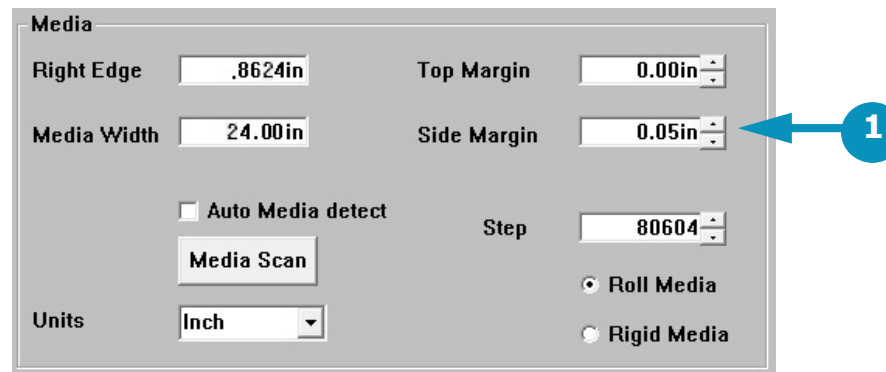 Media
Right Edge .8624in Top Margin 0.00in
Media Width 24.00in Side Margin 0.05in 1
Auto Media detect
Step 80604
Media Scan
Roll Media
Units Inch
Rigid Media